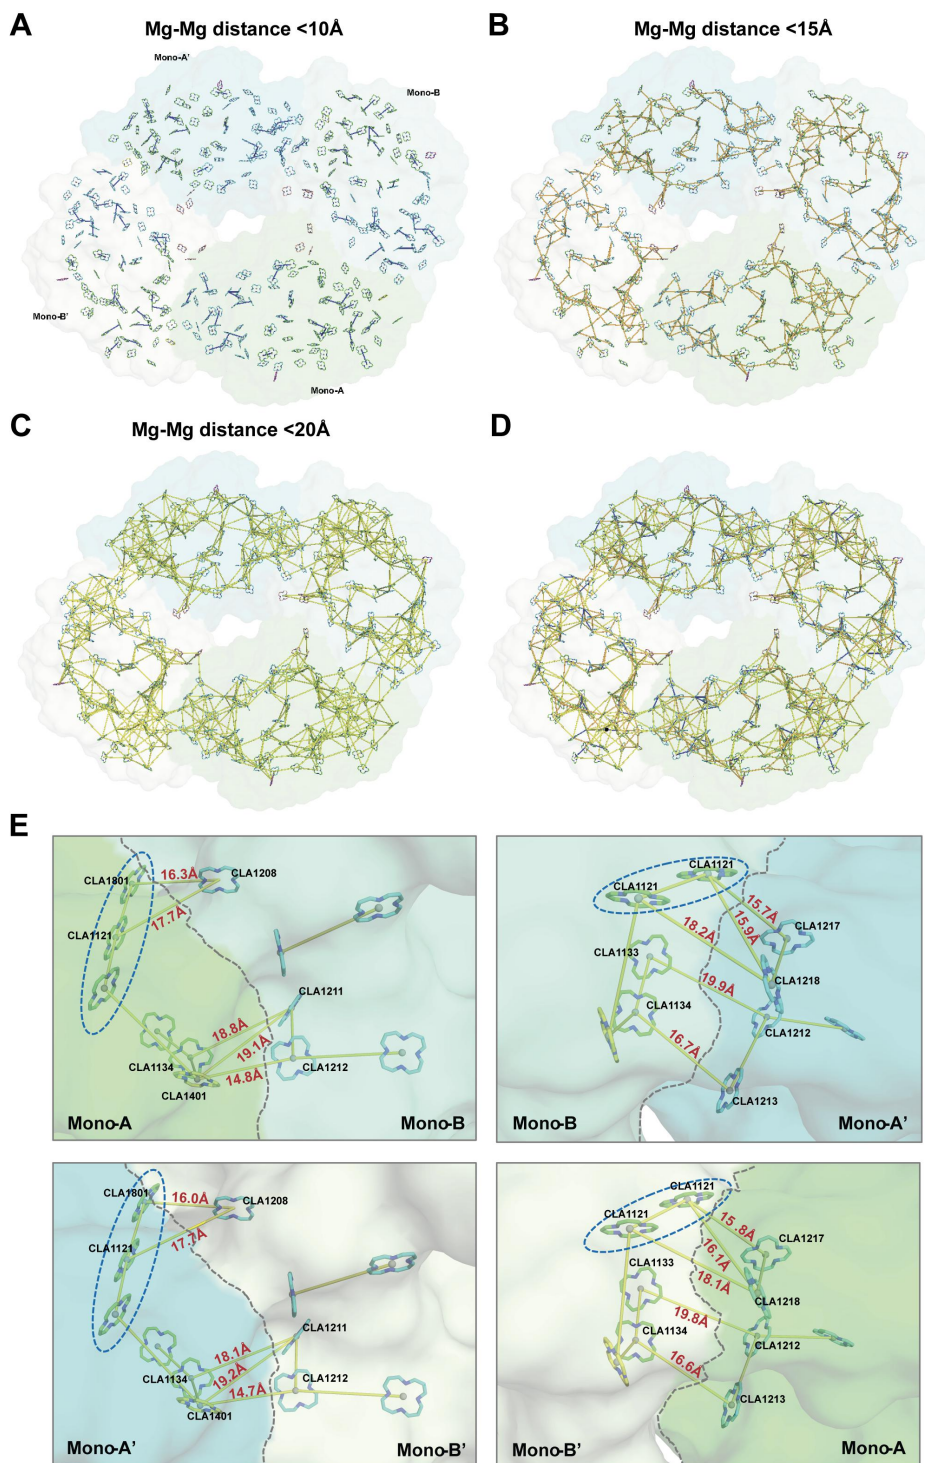 A
Mg-Mg distance <10Å
Mono-A'
Mono-B
Mono-B'
Mono-A
B
Mg-Mg distance <15Å
C
Mg-Mg distance <20Å
D
E
CLA1801
16.3Å
CLA1208
CLA1121
17.7Å
CLA1211
18.8Å
19.1Å
CLA1134
14.8Å
CLA1212
CLA1401
Mono-A
Mono-B
CLA1121
CLA1121
15.7Å
CLA1217
15.9Å
18.2Å
CLA1133
CLA1218
19.9Å
CLA1134
CLA1212
16.7Å
CLA1213
Mono-B
Mono-A'
CLA1801
16.0Å
CLA1208
CLA1121
17.7Å
CLA1211
18.1Å
19.2Å
CLA1134
14.7Å
CLA1212
CLA1401
Mono-A'
Mono-B'
CLA1121
CLA1121
15.8Å
CLA1217
16.1Å
CLA1133
18.1Å
CLA1218
19.8Å
CLA1134
CLA1212
16.6Å
CLA1213
Mono-B'
Mono-A